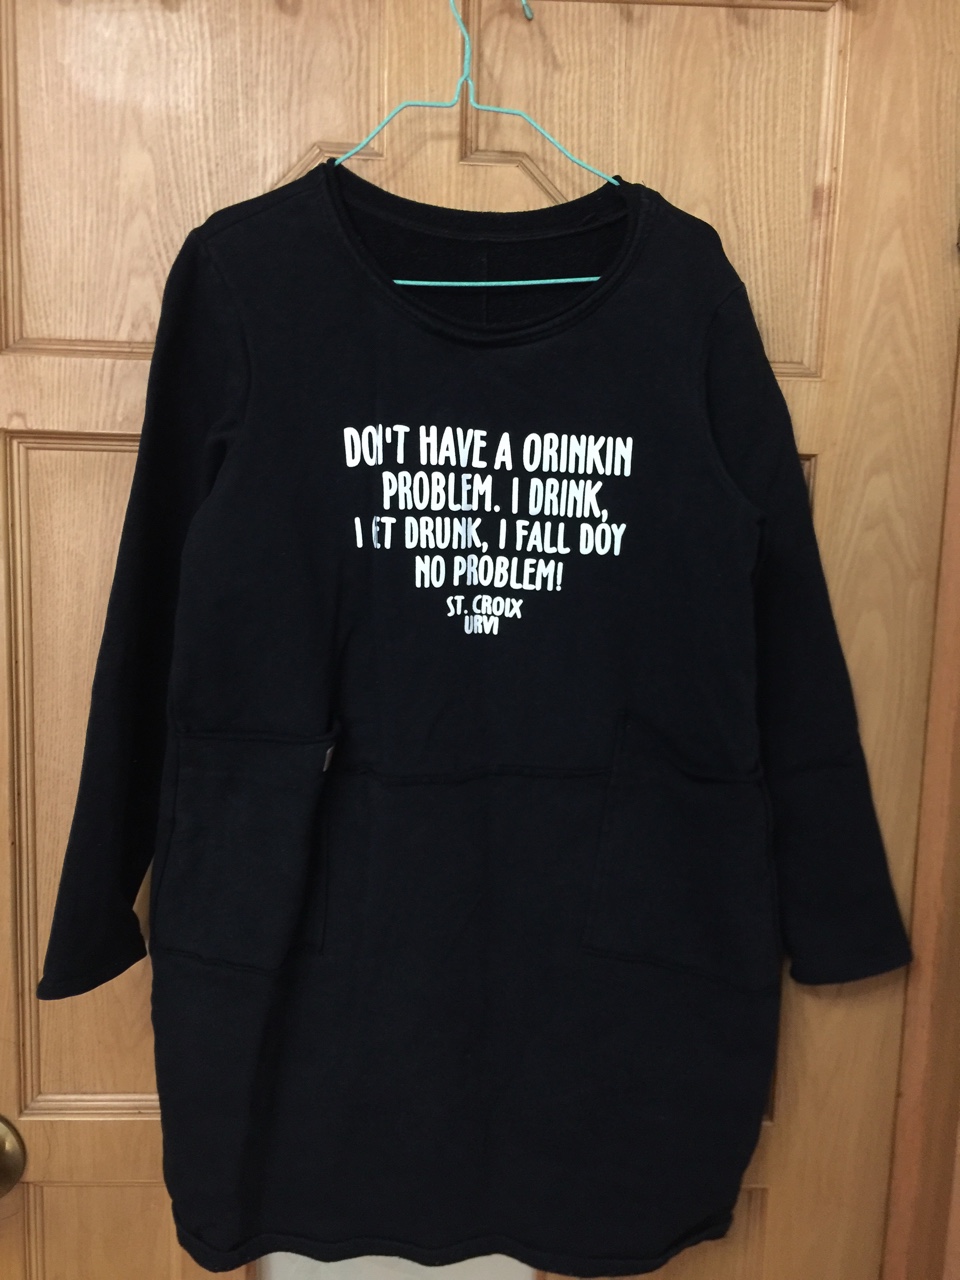 DON'T HAVE A ORINKIN
PROBLEM. I DRINK,
I ET DRUNK, I FALL DOY
NO PROBLEM!
ST. CROIX
URVI